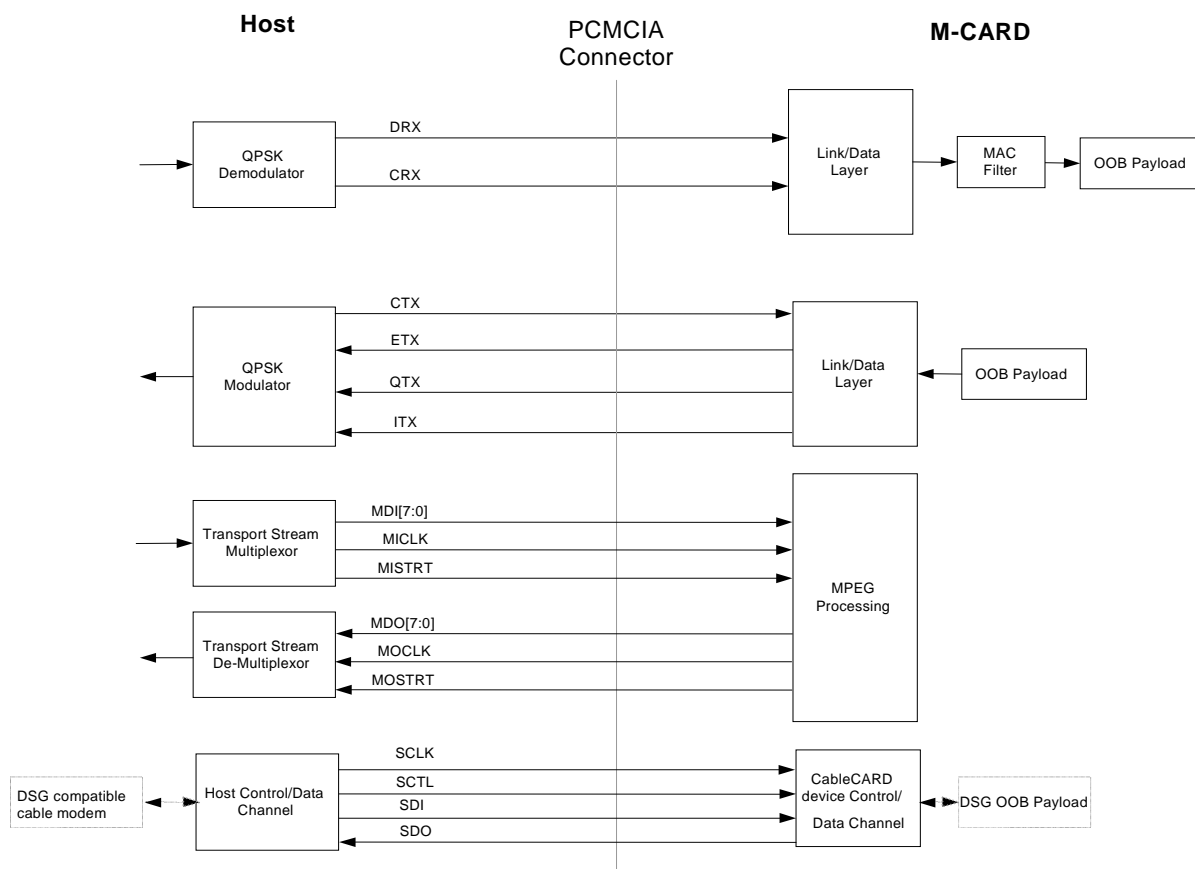 Host
PCMCIA
Connector
M-CARD
QPSK
Demodulator
DRX
CRX
Link/Data
Layer
MAC
Filter
OOB Payload
QPSK
Modulator
CTX
ETX
QTX
ITX
Link/Data
Layer
OOB Payload
Transport Stream
Multiplexor
MDI[7:0]
MICLK
MISTRT
MPEG
Processing
Transport Stream
De-Multiplexor
MDO[7:0]
MOCLK
MOSTRT
DSG compatible
cable modem
Host Control/Data
Channel
SCLK
SCTL
SDI
SDO
CableCARD
device Control/
Data Channel
DSG OOB Payload